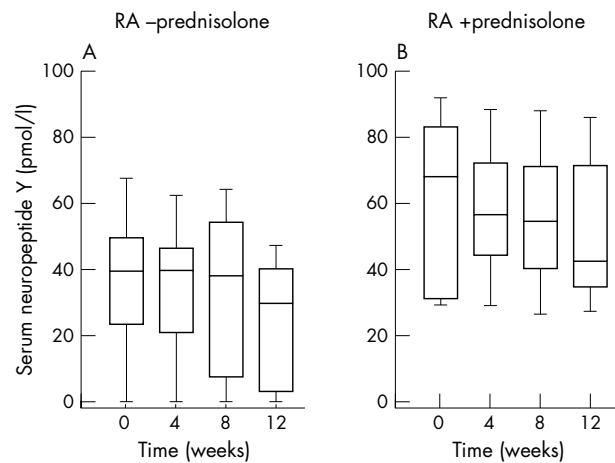 RA –prednisolone
A
Serum neuropeptide Y (pmol/l)
100
80
60
40
20
0
0 4 8 12
Time (weeks)
RA +prednisolone
B
100
80
60
40
20
0
0 4 8 12
Time (weeks)